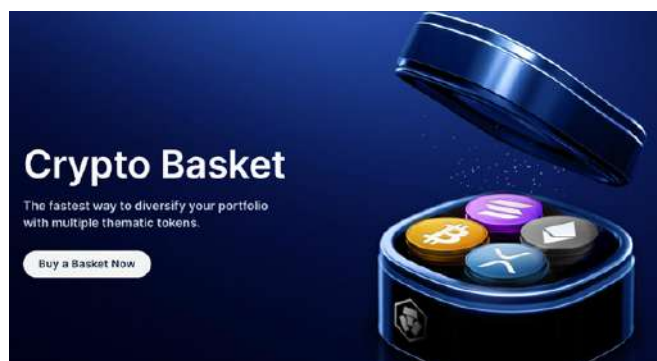 Crypto Basket
The fastest way to diversify your portfolio
with multiple thematic tokens.
Buy a Basket Now